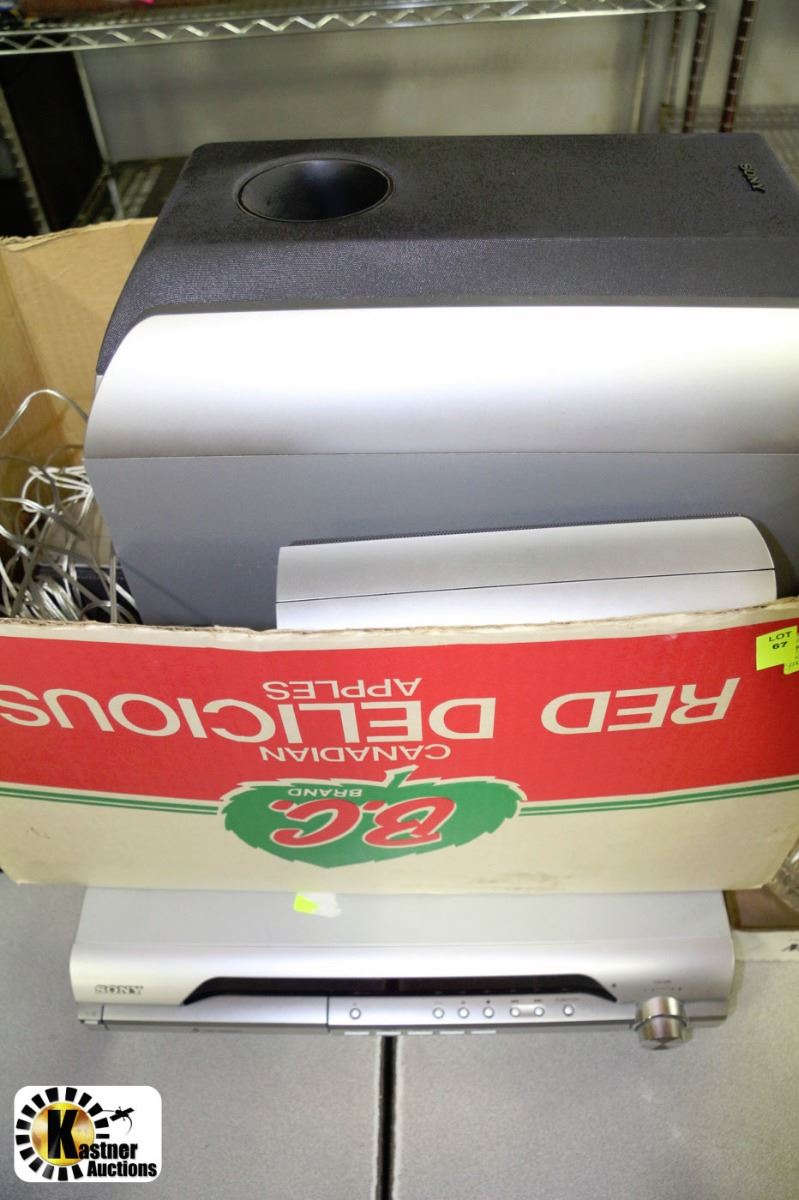 SONY
LOT
67
RED DELICIOUS
APPLES
CANADIAN
B.C.
BRAND
SONY
Kastner
Auctions